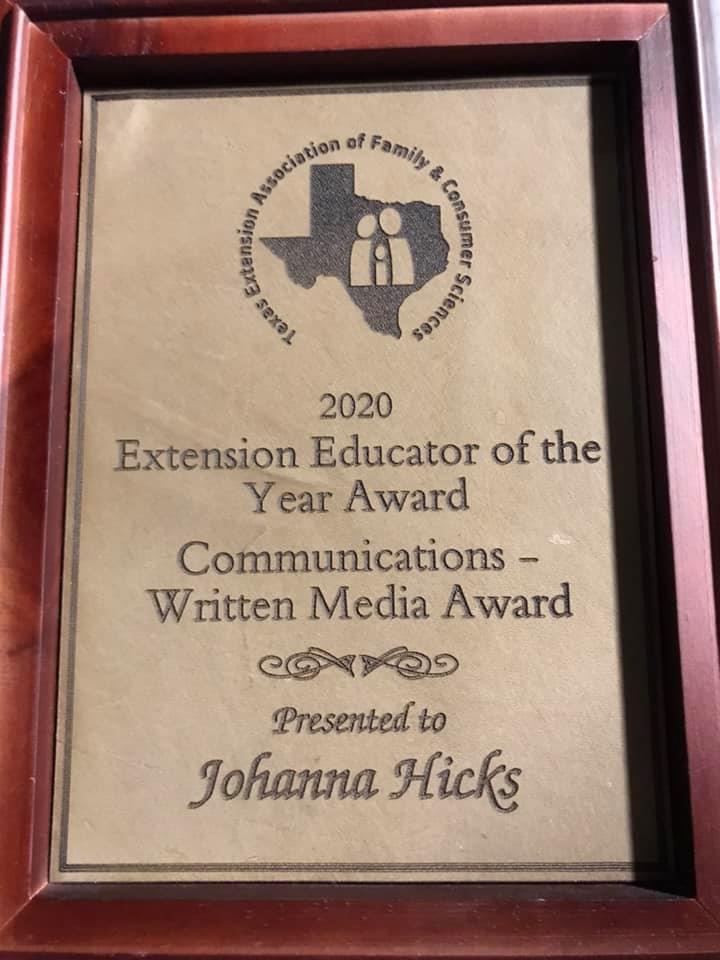 Texas Extension Association of Family & Consumer Sciences
2020
Extension Educator of the
Year Award
Communications –
Written Media Award
Presented to
Johanna Hicks